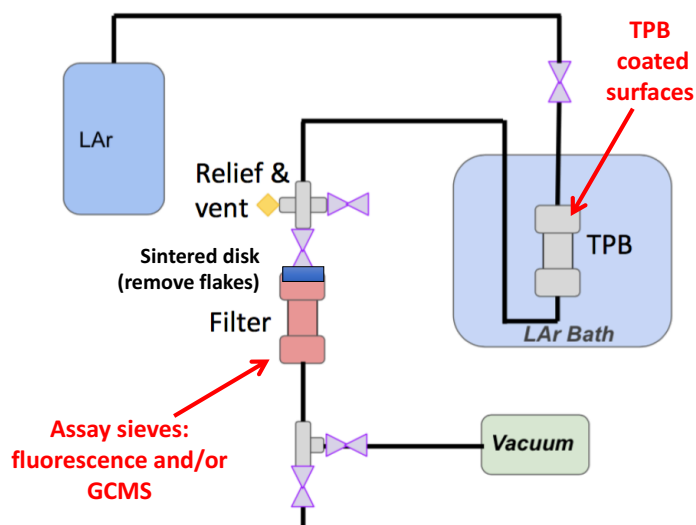 TPB
coated
surfaces
LAr
Relief &
vent
TPB
Sintered disk
(remove flakes)
Filter
LAr Bath
Assay sieves:
fluorescence and/or
GCMS
Vacuum